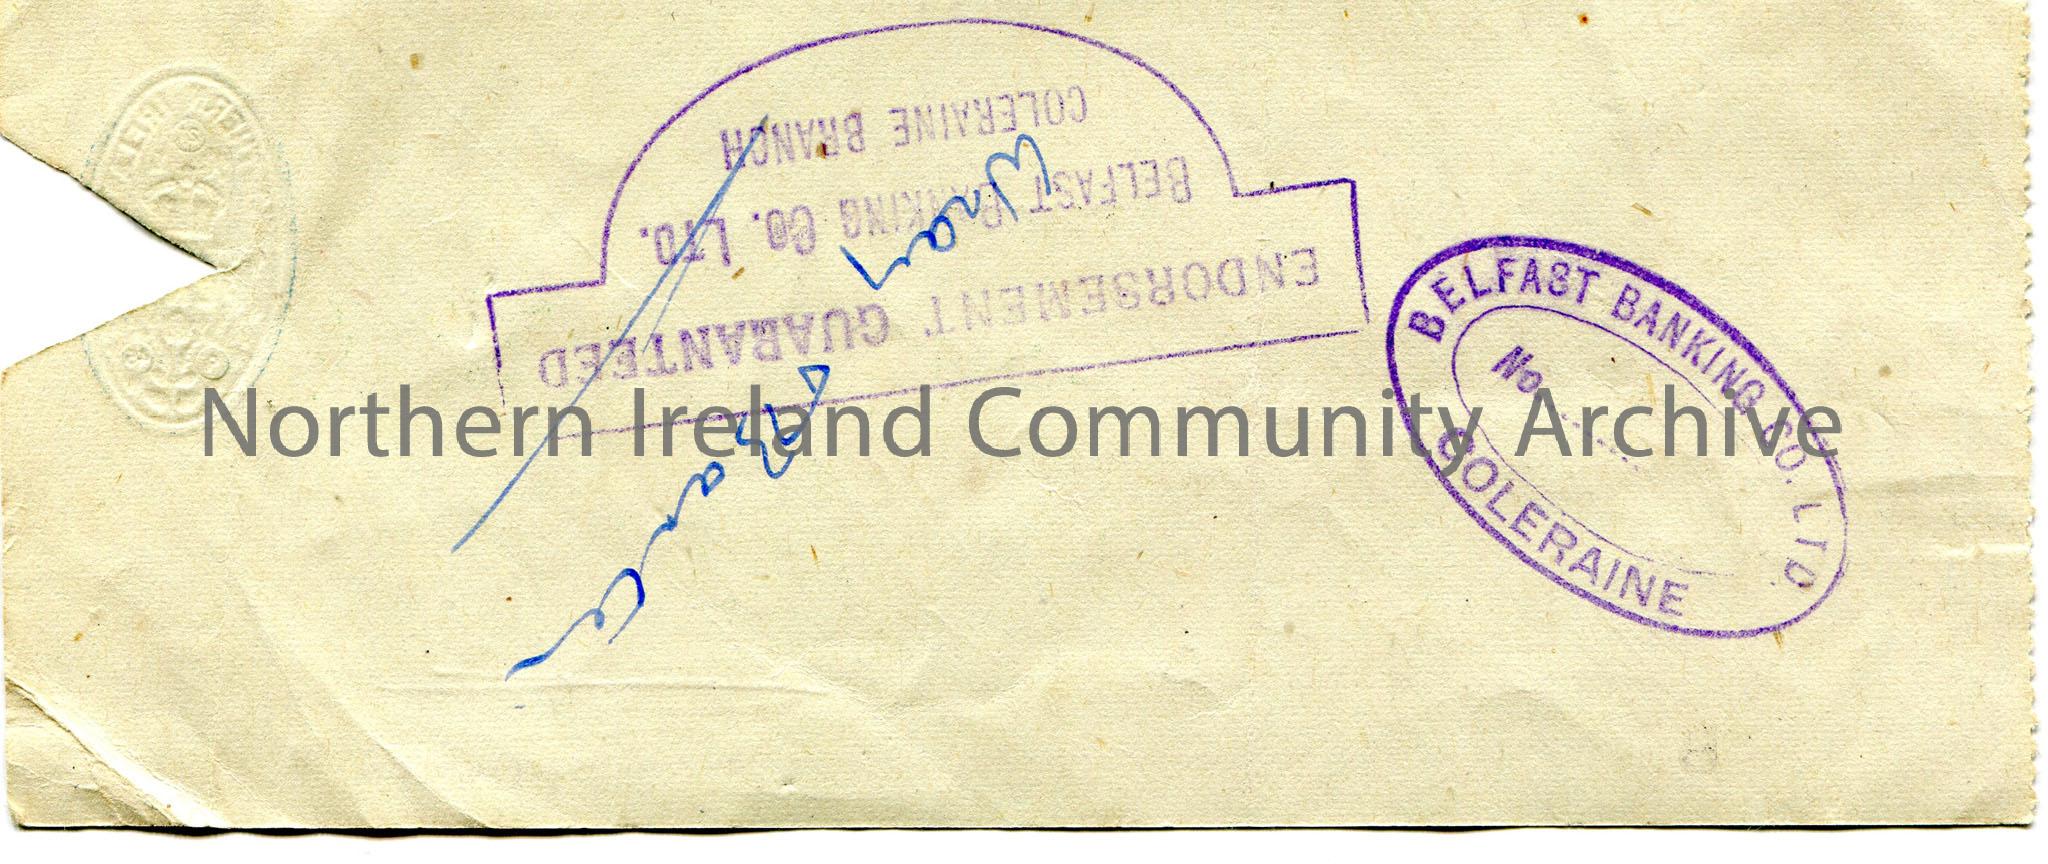 COLERAINE BRANCH
BELFAST BANKING CO. LTD.
ENDORSEMENT GUARANTEED
BELFAST BANKING CO. LTD
No.
COLERAINE
Northern Ireland Community Archive